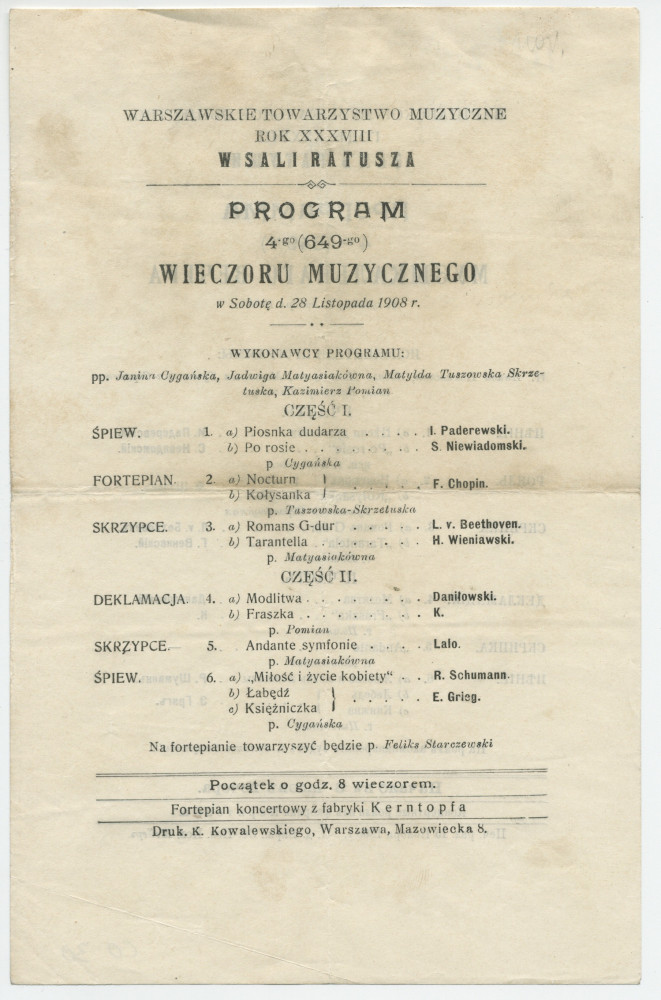 WARSZAWSKIE TOWARZYSTWO MUZYCZNE
ROK XXXVIII
W SALI RATUSZA
PROGRAM
4-go (649-go)
WIECZORU MUZYCZNEGO
w Sobotę d. 28 Listopada 1908 r.
WYKONAWCY PROGRAMU:
pp. Janina Cygańska, Jadwiga Matyasiakówna, Matylda Tuszowska Skrze-
tuska, Kazimierz Pomian
CZĘŚĆ I.
ŚPIEW. 1. a) Piosnka dudarza . . . . I. Paderewski.
b) Po rosie . . . . . . . S. Niewiadomski.
p Cygańska
FORTEPIAN. 2. a) Nocturn
b) Kołysanka } . . . . . F. Chopin.
p. Tuszowska-Skrzetuska
SKRZYPCE. 3. a) Romans G-dur . . . . . L. v. Beethoven.
b) Tarantella . . . . . . . H. Wieniawski.
p. Matyasiakówna
CZĘŚĆ II.
DEKLAMACJA. 4. a) Modlitwa . . . . . . . . Daniłowski.
b) Fraszka . . . . . . . . K.
p. Pomian
SKRZYPCE. 5. Andante symfonie . . . . Lalo.
p. Matyasiakówna
ŚPIEW. 6. a) „Miłość i życie kobiety“ . . R. Schumann.
b) Łabędź
c) Księżniczka } . . . . . E. Grieg.
p. Cygańska
Na fortepianie towarzyszyć będzie p. Feliks Starczewski
Początek o godz. 8 wieczorem.
Fortepian koncertowy z fabryki Kerntopfa
Druk. K. Kowalewskiego, Warszawa, Mazowiecka 8.